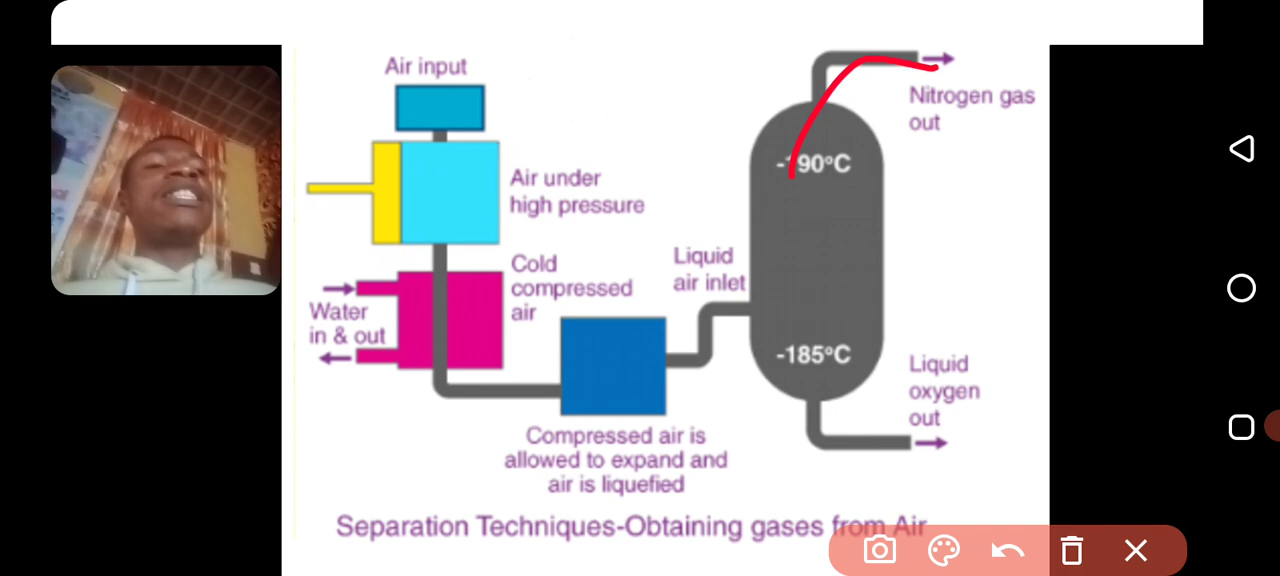 Air input
Nitrogen gas
out
-190°C
Air under
high pressure
Liquid
air inlet
Cold
compressed
air
Water
in & out
-185°C
Liquid
oxygen
out
Compressed air is
allowed to expand and
air is liquefied
Separation Techniques-Obtaining gases from Air